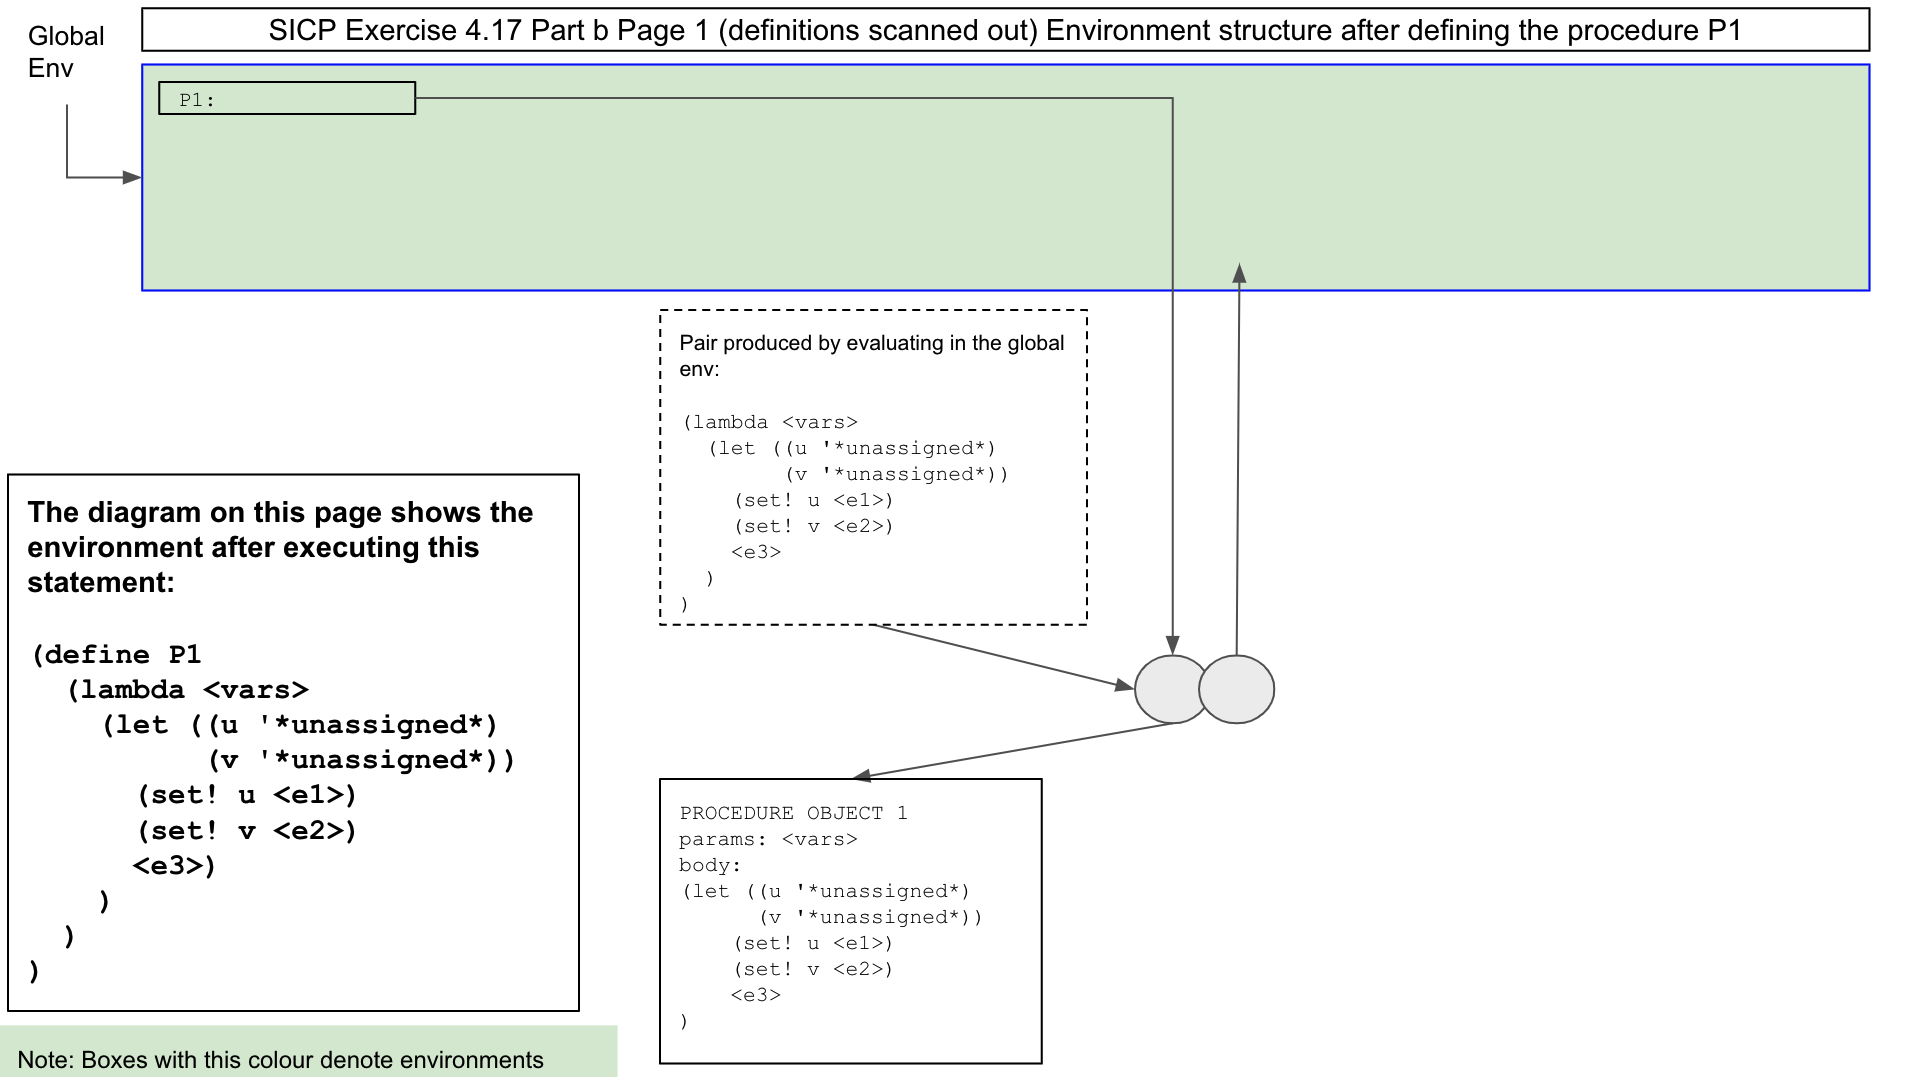 Global
Env
SICP Exercise 4.17 Part b Page 1 (definitions scanned out) Environment structure after defining the procedure P1
P1:
Pair produced by evaluating in the global
env:
(lambda <vars>
  (let ((u '*unassigned*)
        (v '*unassigned*))
    (set! u <e1>)
    (set! v <e2>)
    <e3>
  )
)
The diagram on this page shows the
environment after executing this
statement:
(define P1
  (lambda <vars>
    (let ((u '*unassigned*)
          (v '*unassigned*))
      (set! u <e1>)
      (set! v <e2>)
      <e3>)
    )
  )
)
PROCEDURE OBJECT 1
params: <vars>
body:
(let ((u '*unassigned*)
      (v '*unassigned*))
    (set! u <e1>)
    (set! v <e2>)
    <e3>
)
Note: Boxes with this colour denote environments